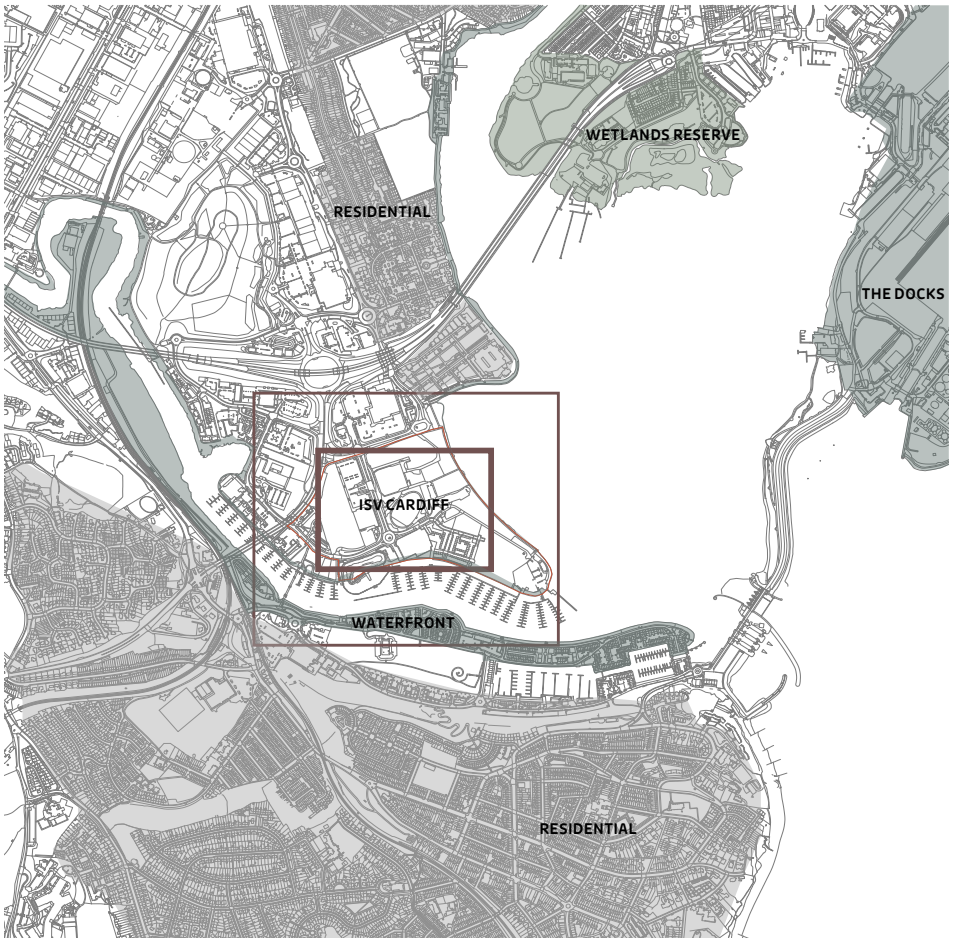 WETLANDS RESERVE
RESIDENTIAL
THE DOCKS
ISV CARDIFF
WATERFRONT
RESIDENTIAL